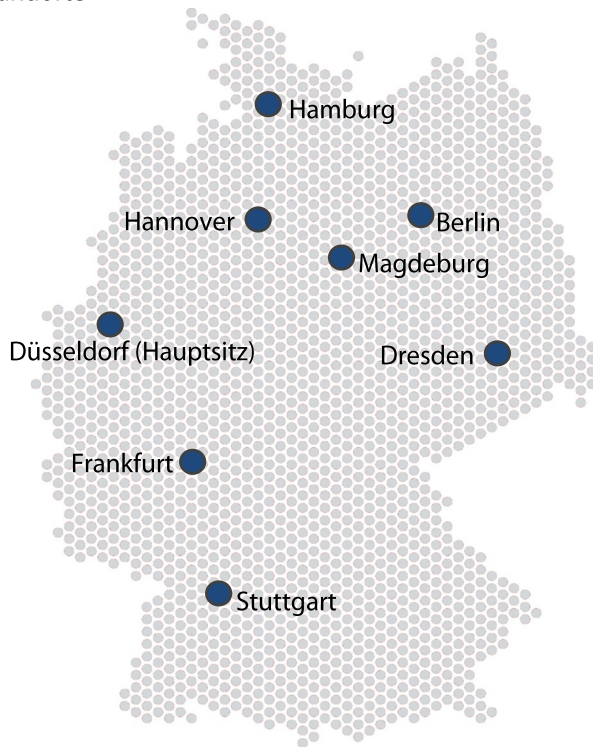 Hamburg
Hannover
Berlin
Magdeburg
Düsseldorf (Hauptsitz)
Dresden
Frankfurt
Stuttgart